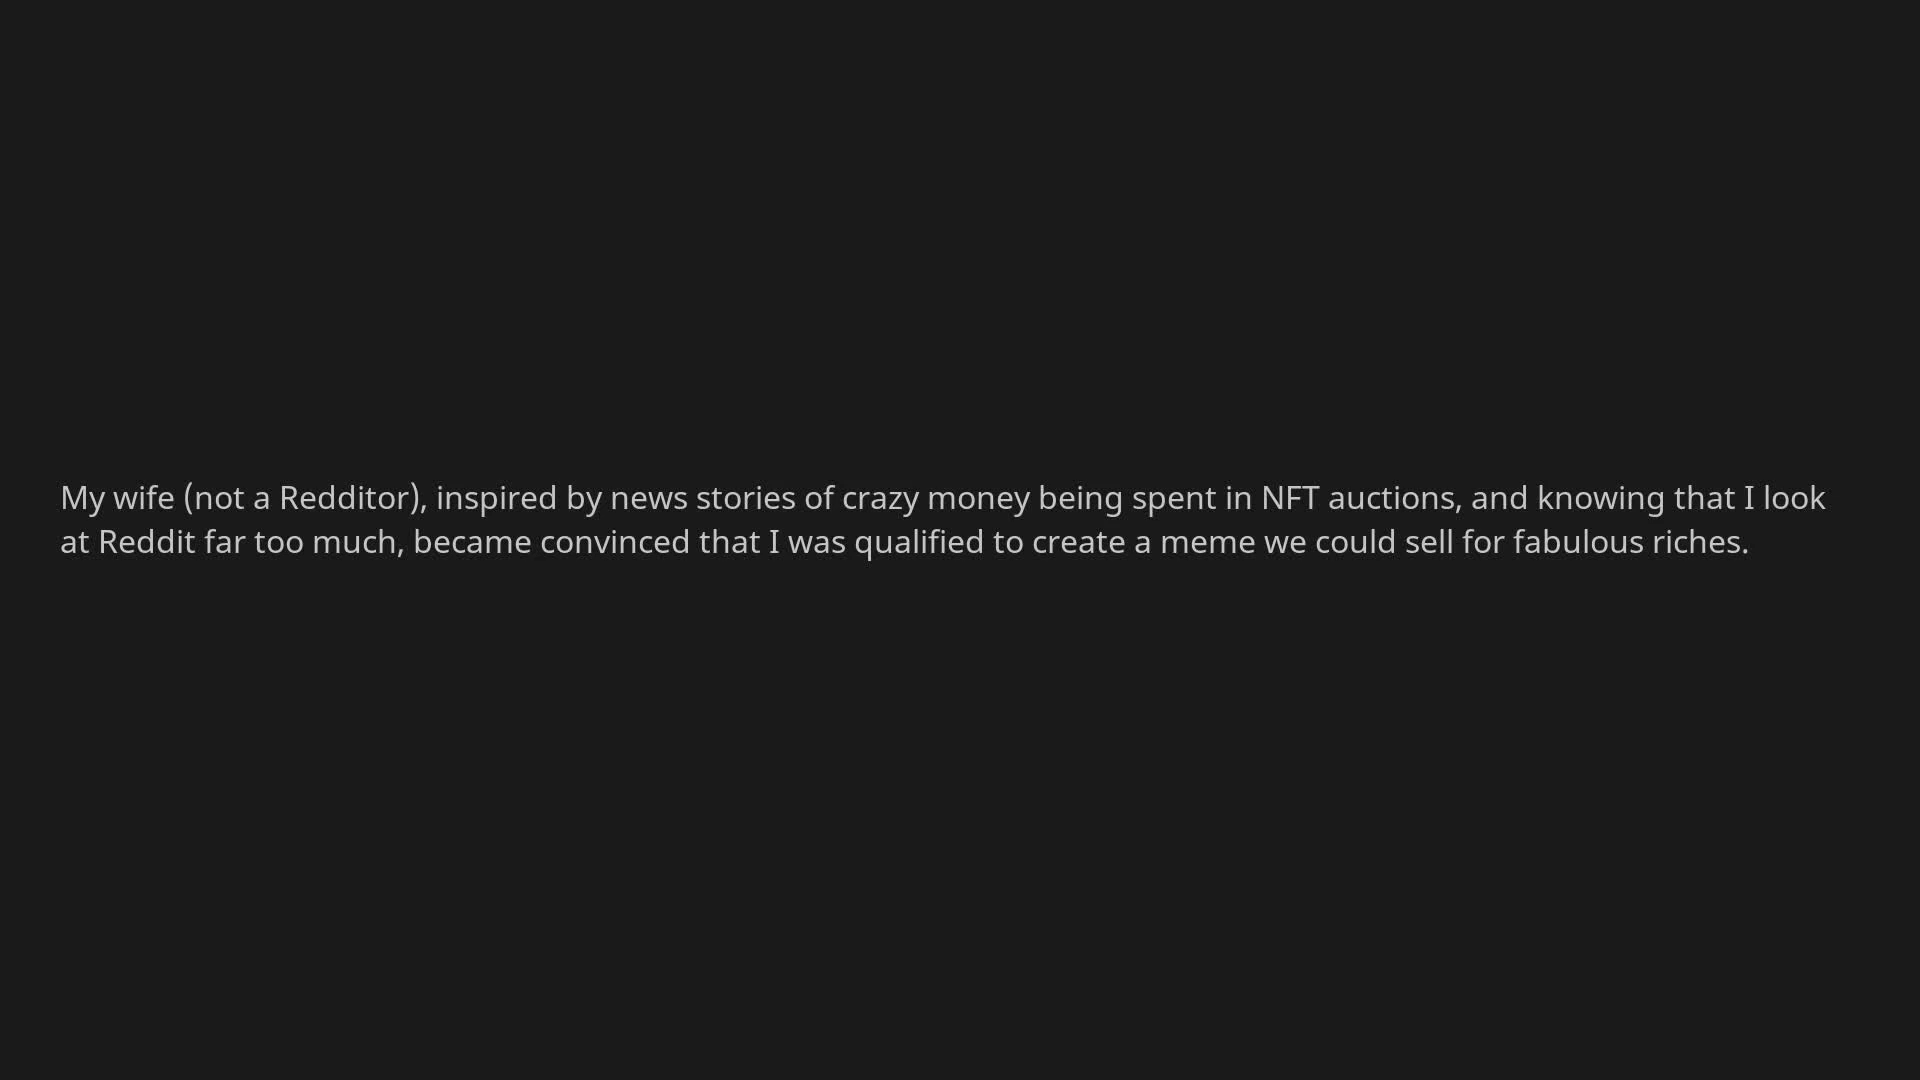 My wife (not a Redditor), inspired by news stories of crazy money being spent in NFT auctions, and knowing that I look
at Reddit far too much, became convinced that I was qualified to create a meme we could sell for fabulous riches.